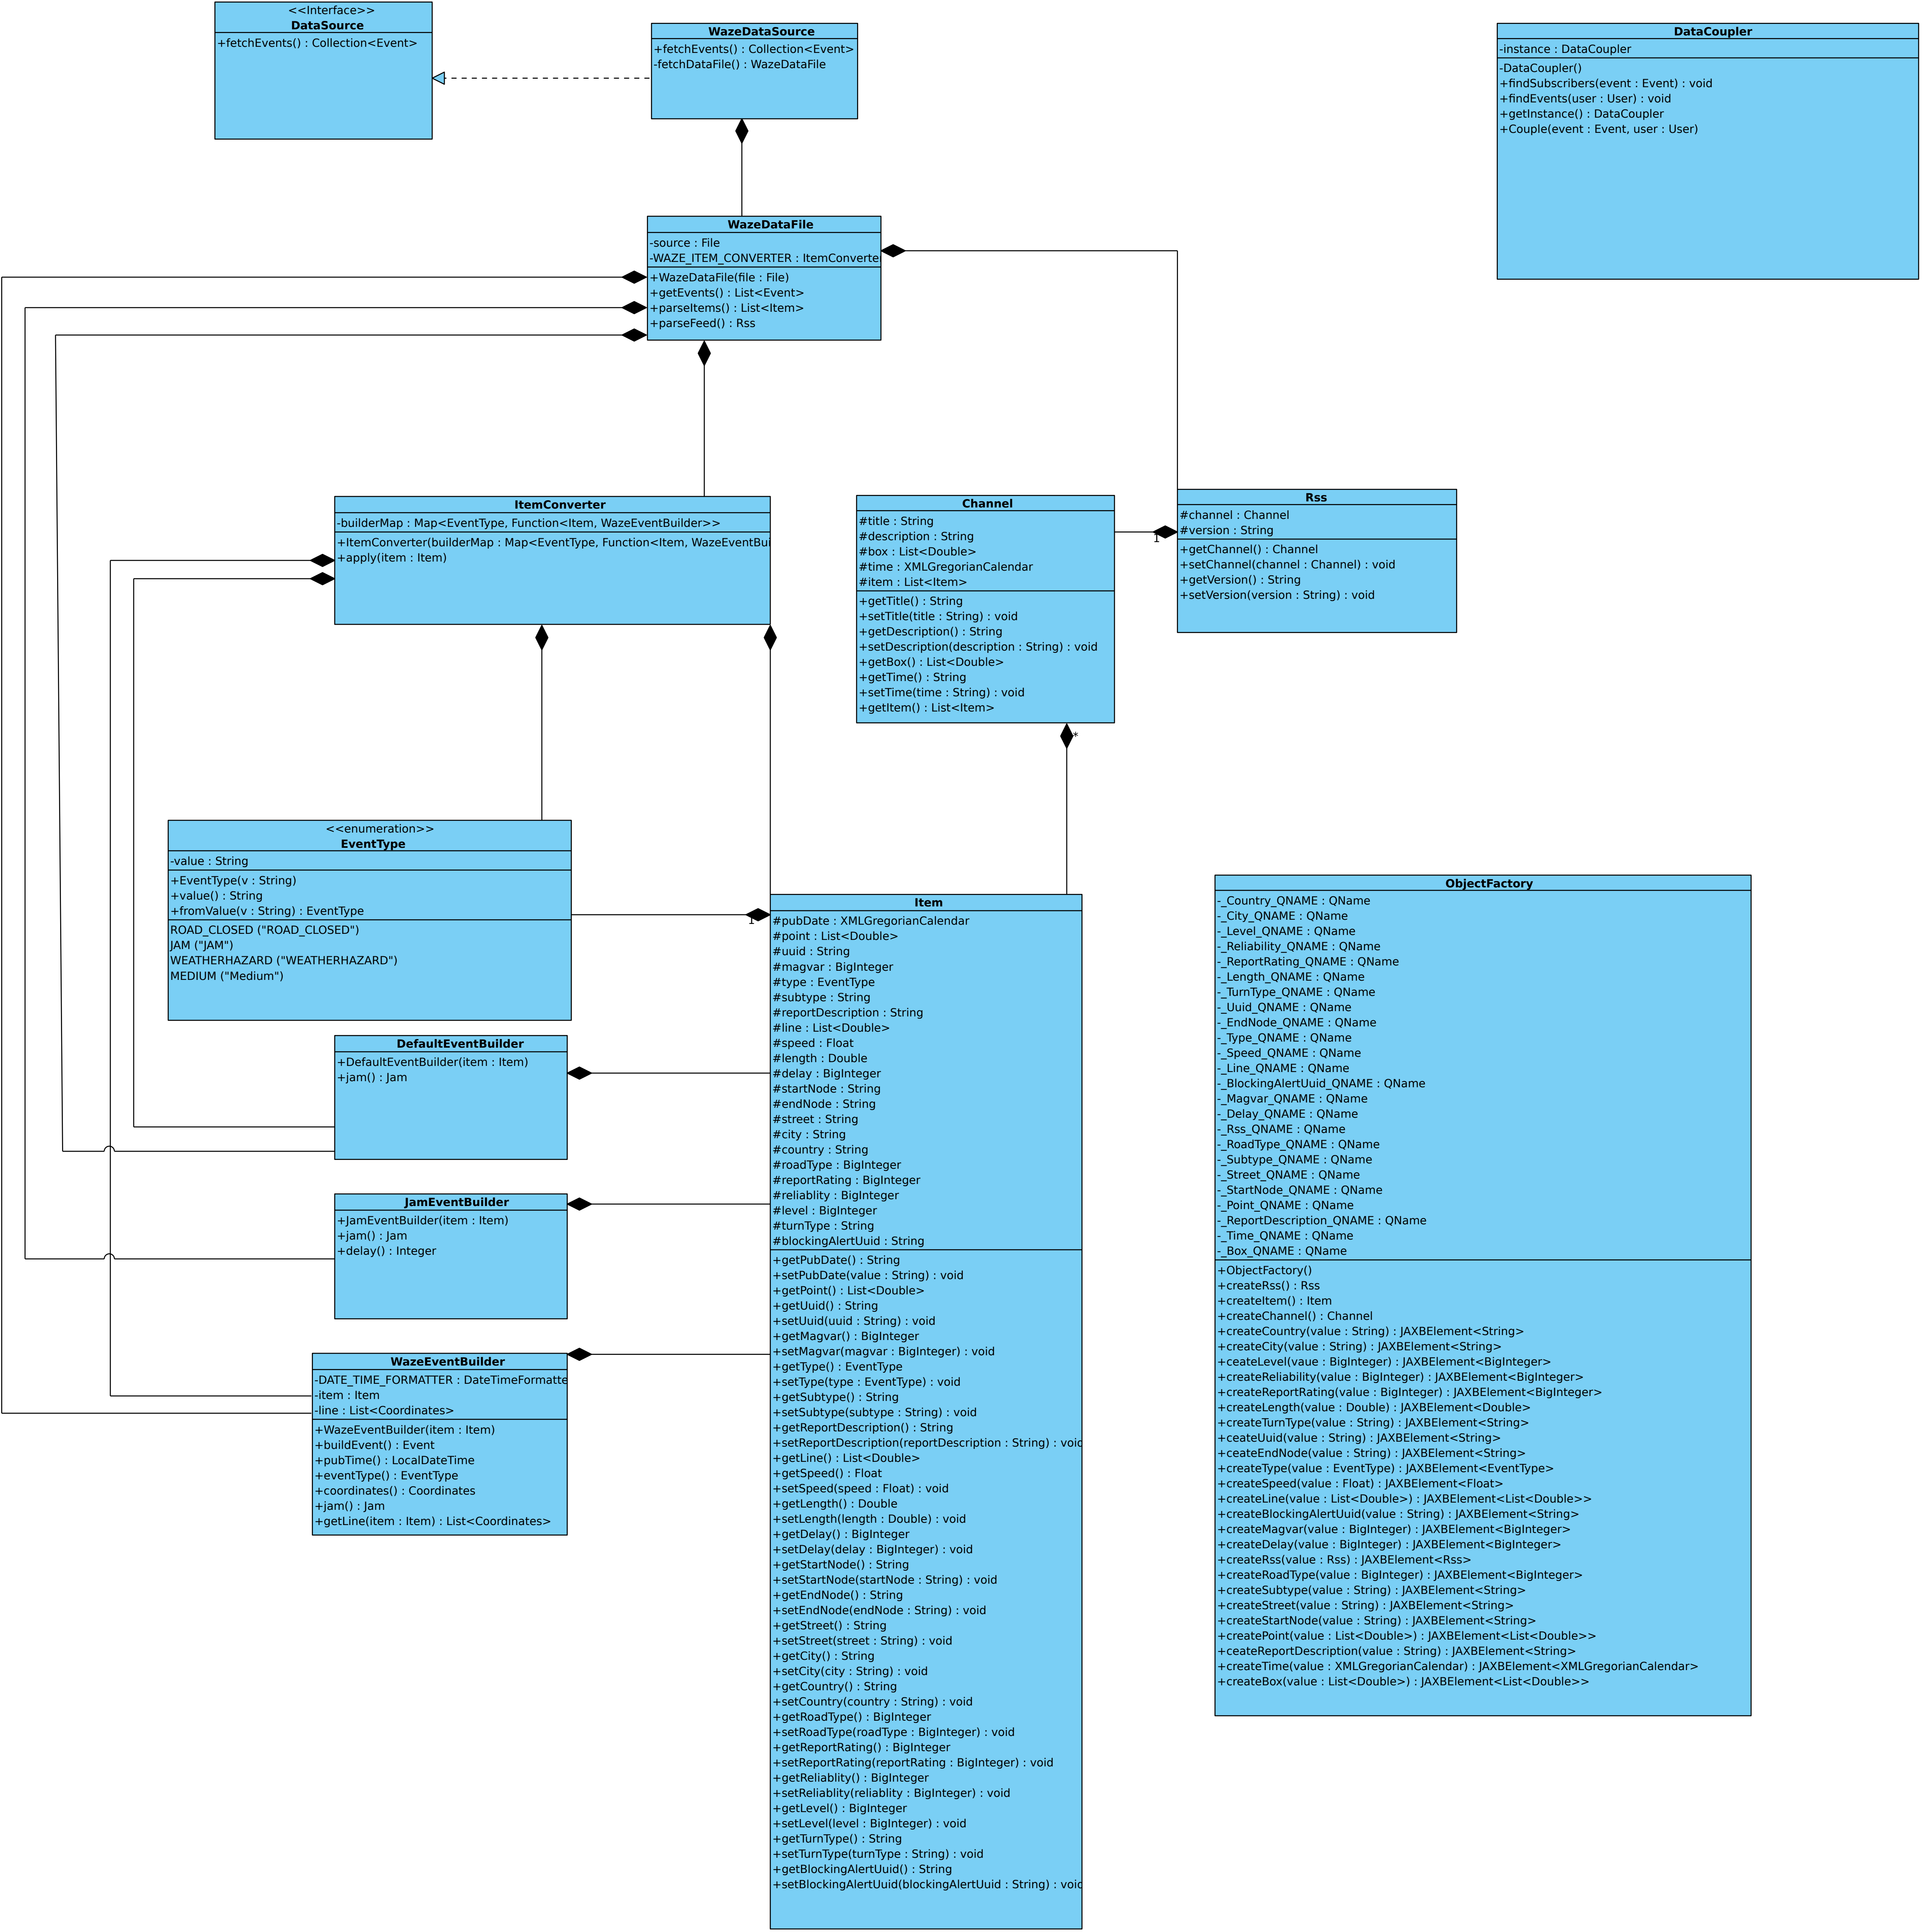 <<Interface>>
DataSource
+fetchEvents() : Collection<Event>
WazeDataSource
+fetchEvents() : Collection<Event>
-fetchDataFile() : WazeDataFile
DataCoupler
-instance : DataCoupler
-DataCoupler()
+findSubscribers(event : Event) : void
+findEvents(user : User) : void
+getInstance() : DataCoupler
+Couple(event : Event, user : User)
WazeDataFile
-source : File
-WAZE_ITEM_CONVERTER : ItemConverte
+WazeDataFile(file : File)
+getEvents() : List<Event>
+parseItems() : List<Item>
+parseFeed() : Rss
ItemConverter
-builderMap : Map<EventType, Function<Item, WazeEventBuilder>>
+ItemConverter(builderMap : Map<EventType, Function<Item, WazeEventBui
+apply(item : Item)
Channel
#title : String
#description : String
#box : List<Double>
#time : XMLGregorianCalendar
#item : List<Item>
+getTitle() : String
+setTitle(title : String) : void
+getDescription() : String
+setDescription(description : String) : void
+getBox() : List<Double>
+getTime() : String
+setTime(time : String) : void
+getItem() : List<Item>
1
Rss
#channel : Channel
#version : String
+getChannel() : Channel
+setChannel(channel : Channel) : void
+getVersion() : String
+setVersion(version : String) : void
*
<<enumeration>>
EventType
-value : String
+EventType(v : String)
+value() : String
+fromValue(v : String) : EventType
ROAD_CLOSED ("ROAD_CLOSED")
JAM ("JAM")
WEATHERHAZARD ("WEATHERHAZARD")
MEDIUM ("Medium")
1
DefaultEventBuilder
+DefaultEventBuilder(item : Item)
+jam() : Jam
JamEventBuilder
+JamEventBuilder(item : Item)
+jam() : Jam
+delay() : Integer
WazeEventBuilder
-DATE_TIME_FORMATTER : DateTimeFormatte
-item : Item
-line : List<Coordinates>
+WazeEventBuilder(item : Item)
+buildEvent() : Event
+pubTime() : LocalDateTime
+eventType() : EventType
+coordinates() : Coordinates
+jam() : Jam
+getLine(item : Item) : List<Coordinates>
Item
#pubDate : XMLGregorianCalendar
#point : List<Double>
#uuid : String
#magvar : BigInteger
#type : EventType
#subtype : String
#reportDescription : String
#line : List<Double>
#speed : Float
#length : Double
#delay : BigInteger
#startNode : String
#endNode : String
#street : String
#city : String
#country : String
#roadType : BigInteger
#reportRating : BigInteger
#reliablity : BigInteger
#level : BigInteger
#turnType : String
#blockingAlertUuid : String
+getPubDate() : String
+setPubDate(value : String) : void
+getPoint() : List<Double>
+getUuid() : String
+setUuid(uuid : String) : void
+getMagvar() : BigInteger
+setMagvar(magvar : BigInteger) : void
+getType() : EventType
+setType(type : EventType) : void
+getSubtype() : String
+setSubtype(subtype : String) : void
+getReportDescription() : String
+setReportDescription(reportDescription : String) : void
+getLine() : List<Double>
+getSpeed() : Float
+setSpeed(speed : Float) : void
+getLength() : Double
+setLength(length : Double) : void
+getDelay() : BigInteger
+setDelay(delay : BigInteger) : void
+getStartNode() : String
+setStartNode(startNode : String) : void
+getEndNode() : String
+setEndNode(endNode : String) : void
+getStreet() : String
+setStreet(street : String) : void
+getCity() : String
+setCity(city : String) : void
+getCountry() : String
+setCountry(country : String) : void
+getRoadType() : BigInteger
+setRoadType(roadType : BigInteger) : void
+getReportRating() : BigInteger
+setReportRating(reportRating : BigInteger) : void
+getReliablity() : BigInteger
+setReliablity(reliablity : BigInteger) : void
+getLevel() : BigInteger
+setLevel(level : BigInteger) : void
+getTurnType() : String
+setTurnType(turnType : String) : void
+getBlockingAlertUuid() : String
+setBlockingAlertUuid(blockingAlertUuid : String) : void
ObjectFactory
-_Country_QNAME : QName
-_City_QNAME : QName
-_Level_QNAME : QName
-_Reliability_QNAME : QName
-_ReportRating_QNAME : QName
-_Length_QNAME : QName
-_TurnType_QNAME : QName
-_Uuid_QNAME : QName
-_EndNode_QNAME : QName
-_Type_QNAME : QName
-_Speed_QNAME : QName
-_Line_QNAME : QName
-_BlockingAlertUuid_QNAME : QName
-_Magvar_QNAME : QName
-_Delay_QNAME : QName
-_Rss_QNAME : QName
-_RoadType_QNAME : QName
-_Subtype_QNAME : QName
-_Street_QNAME : QName
-_StartNode_QNAME : QName
-_Point_QNAME : QName
-_ReportDescription_QNAME : QName
-_Time_QNAME : QName
-_Box_QNAME : QName
+ObjectFactory()
+createRss() : Rss
+createItem() : Item
+createChannel() : Channel
+createCountry(value : String) : JAXBElement<String>
+createCity(value : String) : JAXBElement<String>
+ceateLevel(vaue : BigInteger) : JAXBElement<BigInteger>
+createReliability(value : BigInteger) : JAXBElement<BigInteger>
+createReportRating(value : BigInteger) : JAXBElement<BigInteger>
+createLength(value : Double) : JAXBElement<Double>
+createTurnType(value : String) : JAXBElement<String>
+ceateUuid(value : String) : JAXBElement<String>
+ceateEndNode(value : String) : JAXBElement<String>
+createType(value : EventType) : JAXBElement<EventType>
+createSpeed(value : Float) : JAXBElement<Float>
+createLine(value : List<Double>) : JAXBElement<List<Double>>
+createBlockingAlertUuid(value : String) : JAXBElement<String>
+createMagvar(value : BigInteger) : JAXBElement<BigInteger>
+createDelay(value : BigInteger) : JAXBElement<BigInteger>
+createRss(value : Rss) : JAXBElement<Rss>
+createRoadType(value : BigInteger) : JAXBElement<BigInteger>
+createSubtype(value : String) : JAXBElement<String>
+createStreet(value : String) : JAXBElement<String>
+createStartNode(value : String) : JAXBElement<String>
+createPoint(value : List<Double>) : JAXBElement<List<Double>>
+ceateReportDescription(value : String) : JAXBElement<String>
+createTime(value : XMLGregorianCalendar) : JAXBElement<XMLGregorianCalendar>
+createBox(value : List<Double>) : JAXBElement<List<Double>>